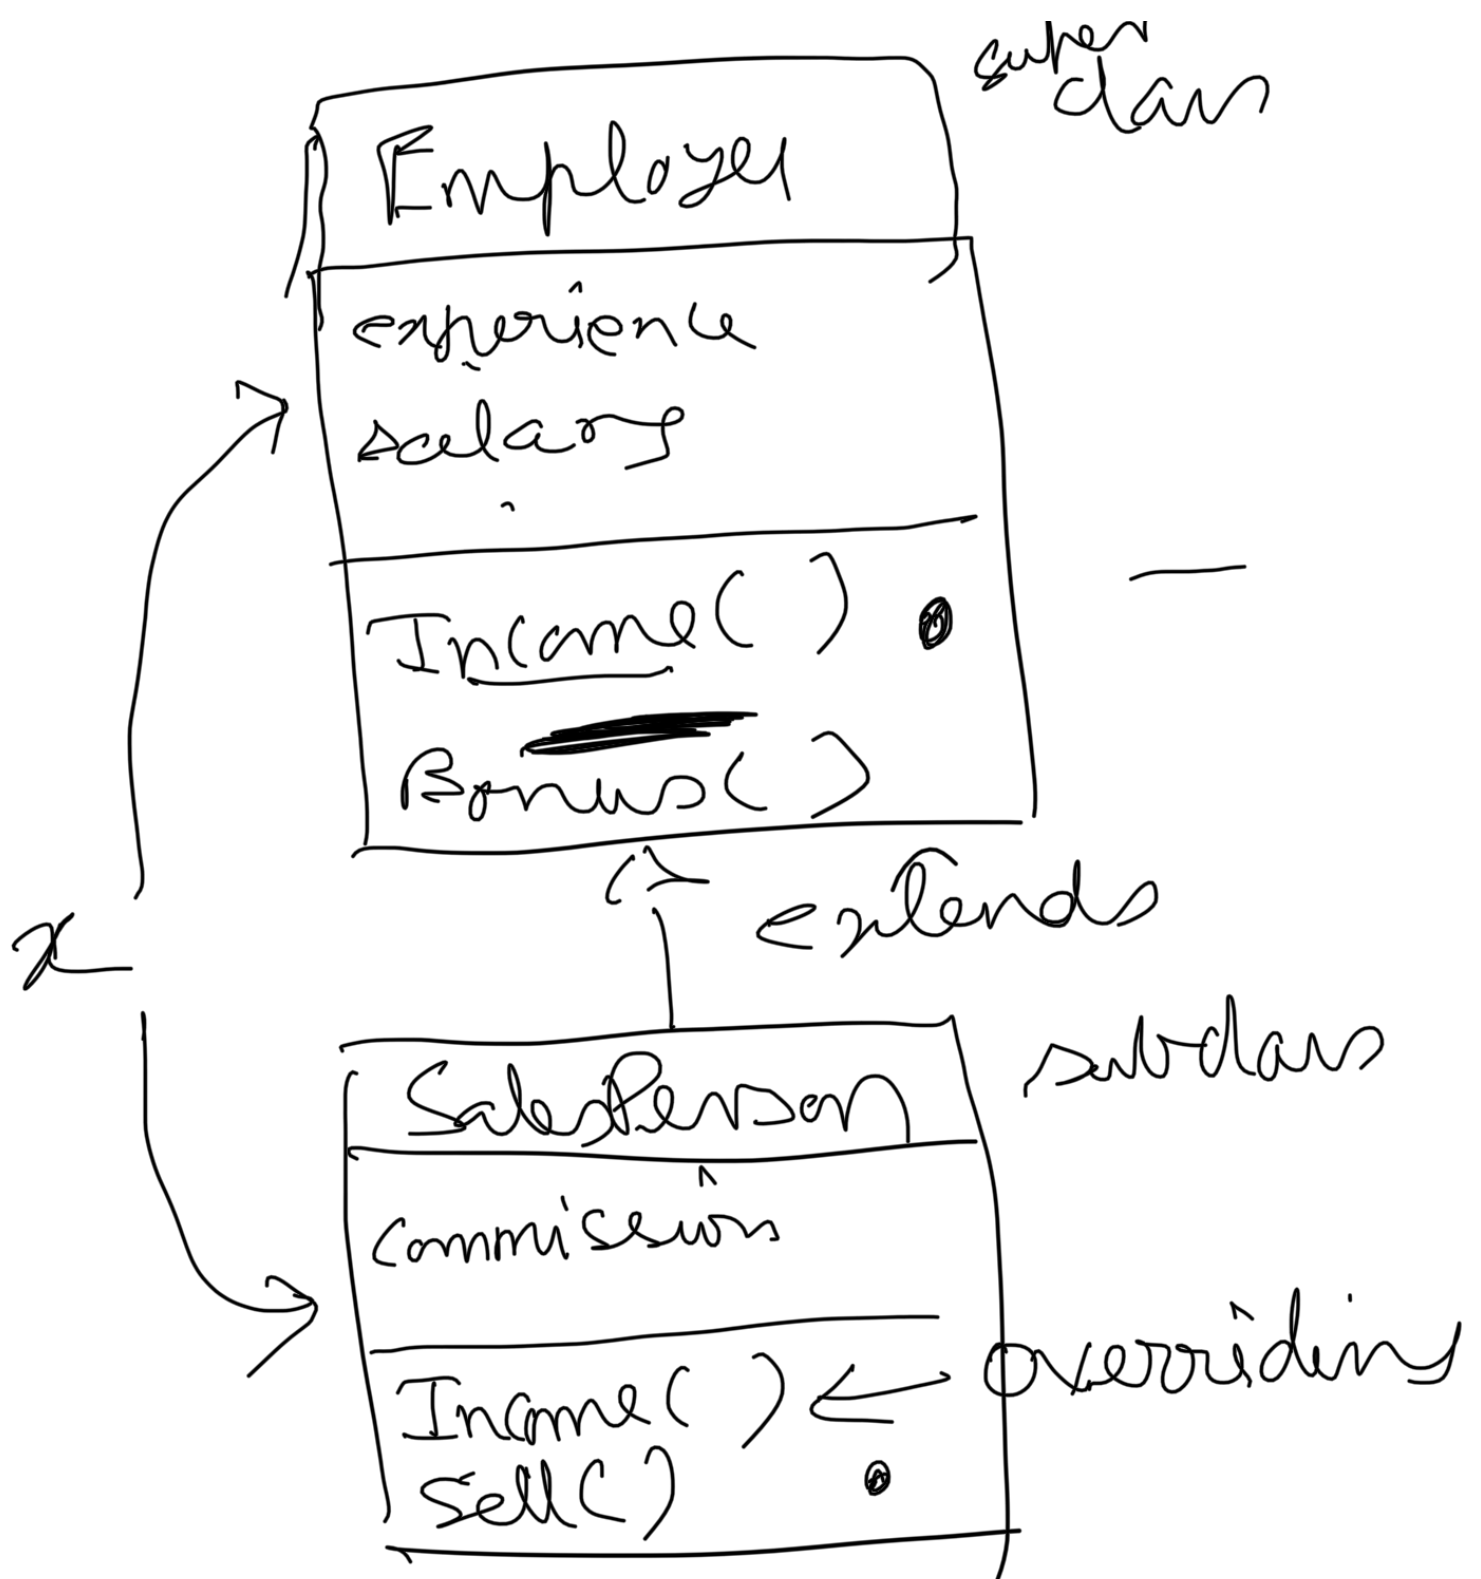 super
class
Employee
experience
salary
Income()
Bonus()
extends
x
subclass
SalesPerson
commission
Income()
overriding
Sell()